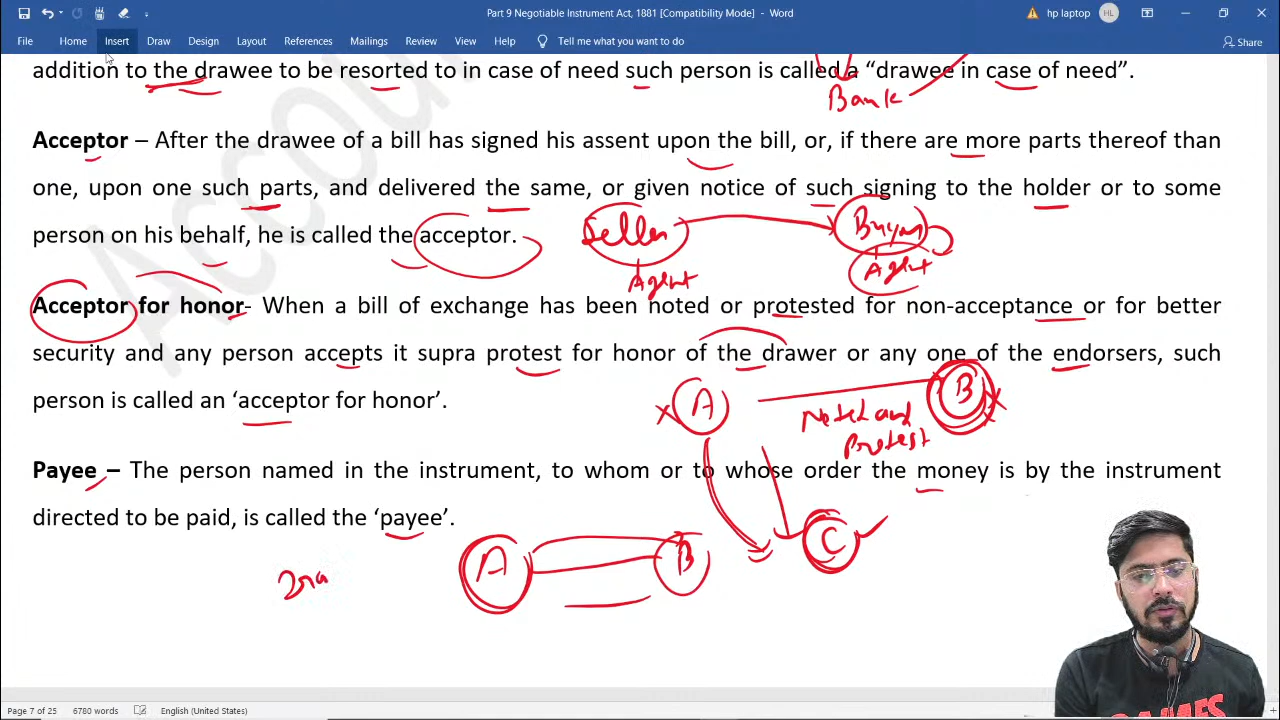 Part 9 Negotiable Instrument Act, 1881 [Compatibility Mode] - Word
hp laptop HL
File Home Insert Draw Design Layout References Mailings Review View Help Tell me what you want to do Share
addition to the drawee to be resorted to in case of need such person is called a “drawee in case of need”.
Bank
Acceptor – After the drawee of a bill has signed his assent upon the bill, or, if there are more parts thereof than
one, upon one such parts, and delivered the same, or given notice of such signing to the holder or to some
person on his behalf, he is called the acceptor.
Seller Buyer
Agent Agent
Acceptor for honor- When a bill of exchange has been noted or protested for non-acceptance or for better
security and any person accepts it supra protest for honor of the drawer or any one of the endorsers, such
person is called an ‘acceptor for honor’.
A B
Noted and
Protest
Payee – The person named in the instrument, to whom or to whose order the money is by the instrument
directed to be paid, is called the ‘payee’.
C
A B
Dra
Page 7 of 25 6780 words English (United States)
Accou
GAMES